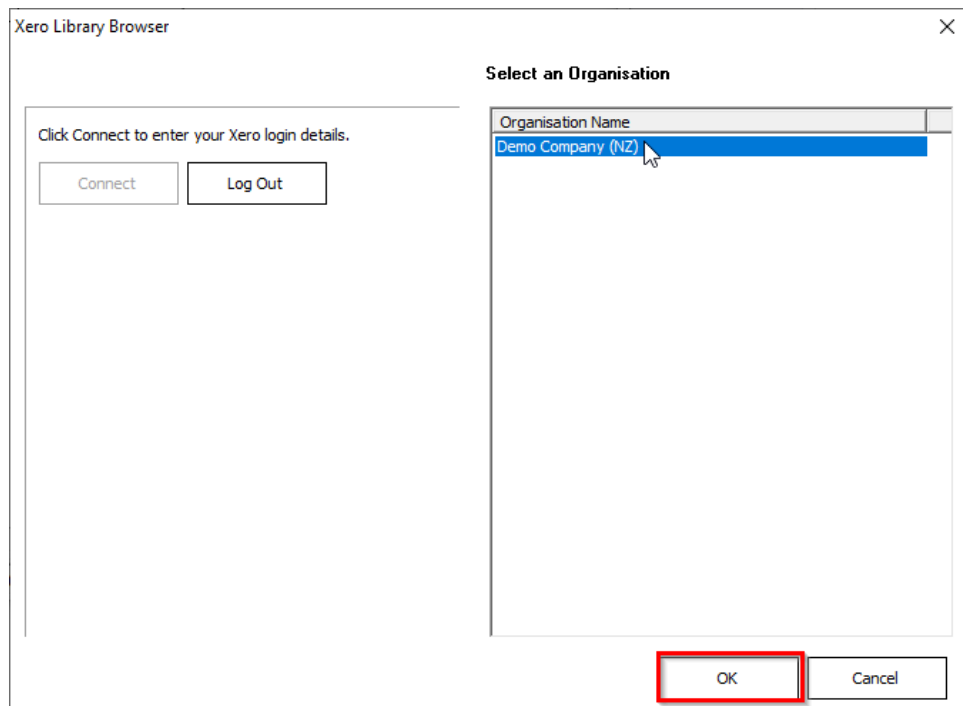 Xero Library Browser
Select an Organisation
Click Connect to enter your Xero login details.
Connect
Log Out
Organisation Name
Demo Company (NZ)
OK
Cancel